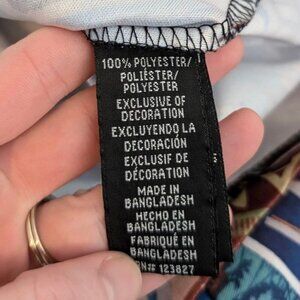 100% POLYESTER/
POLIÉSTER/
POLYESTER
EXCLUSIVE OF
DECORATION
EXCLUYENDO LA
DECORACIÓN
EXCLUSIF DE
DÉCORATION
MADE IN
BANGLADESH
HECHO EN
BANGLADESH
FABRIQUÉ EN
BANGLADESH
RN# 123827